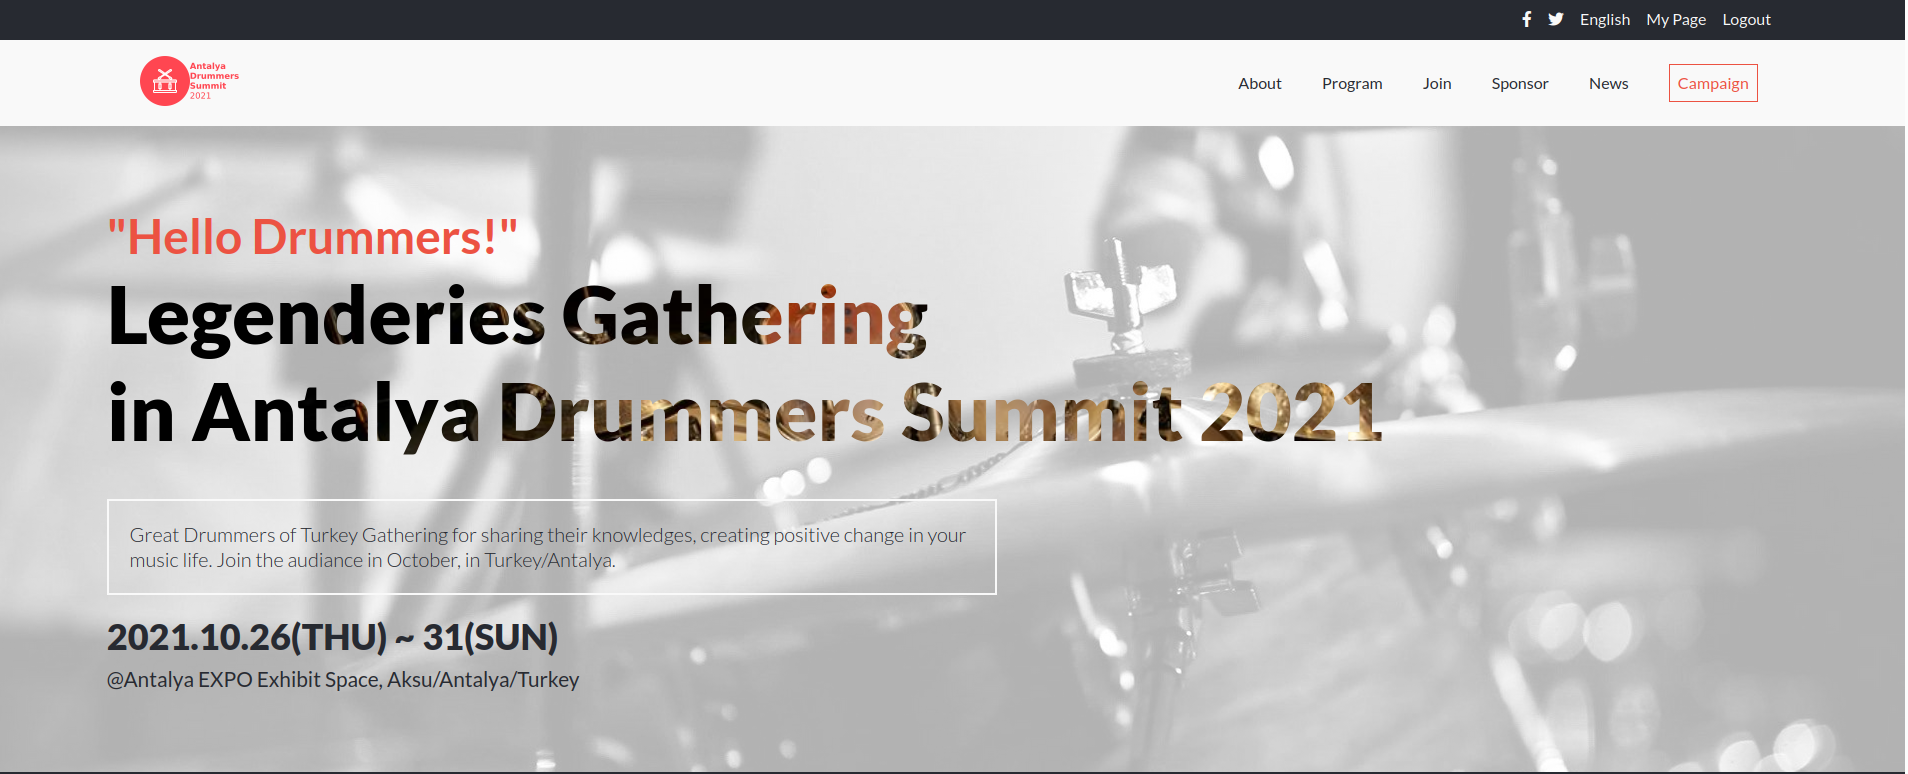 English My Page Logout
Antalya
Drummers
Summit
2021
About Program Join Sponsor News Campaign
"Hello Drummers!"
Legenderies Gathering
in Antalya Drummers Summit 2021
Great Drummers of Turkey Gathering for sharing their knowledges, creating positive change in your
music life. Join the audiance in October, in Turkey/Antalya.
2021.10.26(THU) ~ 31(SUN)
@Antalya EXPO Exhibit Space, Aksu/Antalya/Turkey